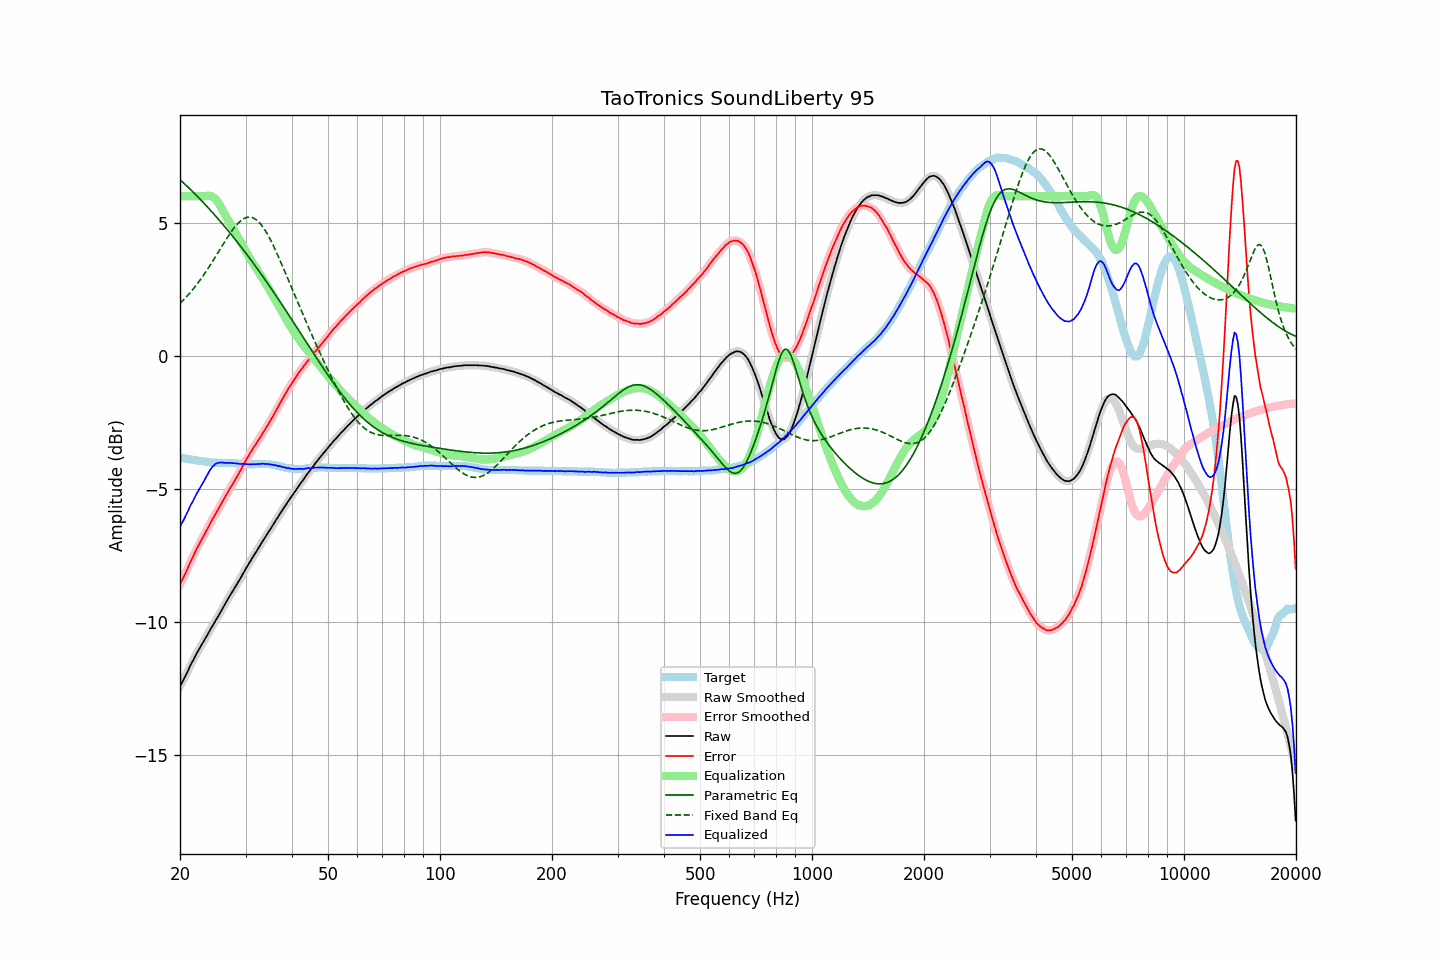 TaoTronics SoundLiberty 95
Amplitude (dBr)
5
0
−5
−10
−15
Target
Raw Smoothed
Error Smoothed
Raw
Error
Equalization
Parametric Eq
Fixed Band Eq
Equalized
20 50 100 200 500 1000 2000 5000 10000 20000
Frequency (Hz)